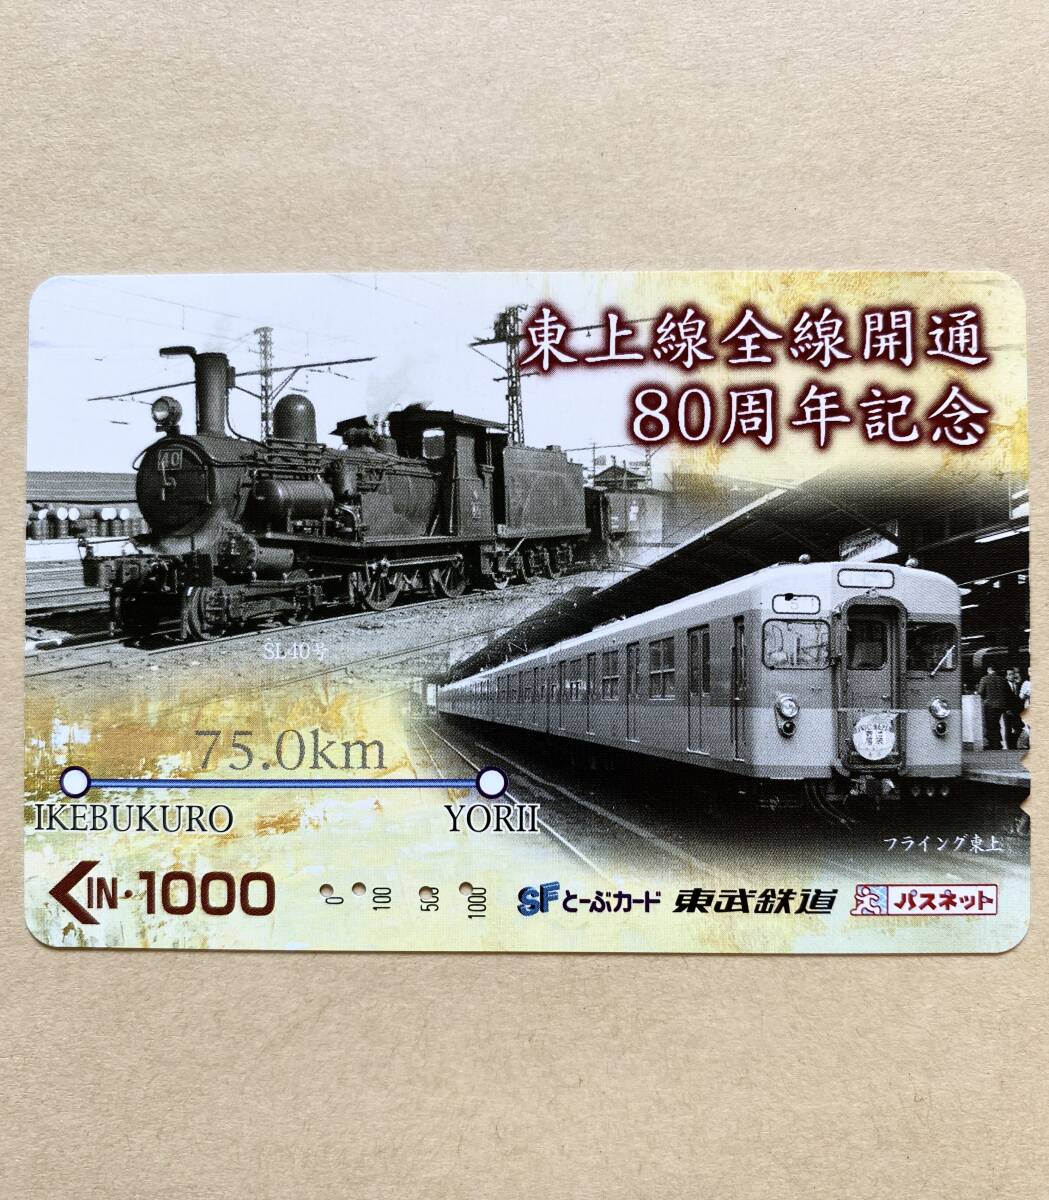 東上線全線開通
80周年記念
40
SL40号
75.0km
IKEBUKURO
YORII
フライング東上
IN・1000
0
100
500
1000
SFとーぶカード 東武鉄道 パスネット